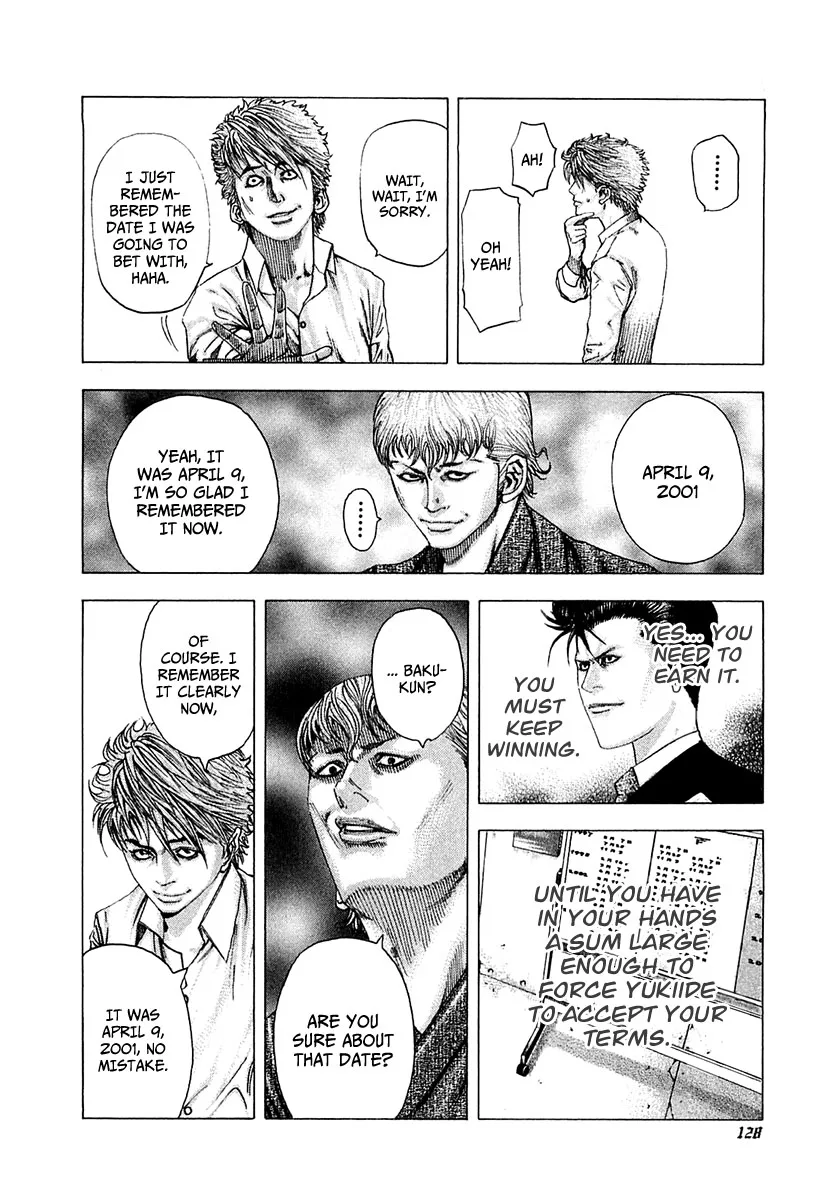 ......
AH!
OH
YEAH!
WAIT,
WAIT, I'M
SORRY.
I JUST
REMEM-
BERED THE
DATE I WAS
GOING TO
BET WITH,
HAHA.
APRIL 9,
2001
......
YEAH, IT
WAS APRIL 9,
I'M SO GLAD I
REMEMBERED
IT NOW.
YES... YOU
NEED TO
EARN IT.
YOU
MUST
KEEP
WINNING.
UNTIL YOU HAVE
IN YOUR HANDS
A SUM LARGE
ENOUGH TO
FORCE YUKIIDE
TO ACCEPT YOUR
TERMS.
... BAKU-
KUN?
ARE YOU
SURE ABOUT
THAT DATE?
OF
COURSE. I
REMEMBER
IT CLEARLY
NOW,
IT WAS
APRIL 9,
2001, NO
MISTAKE.
128